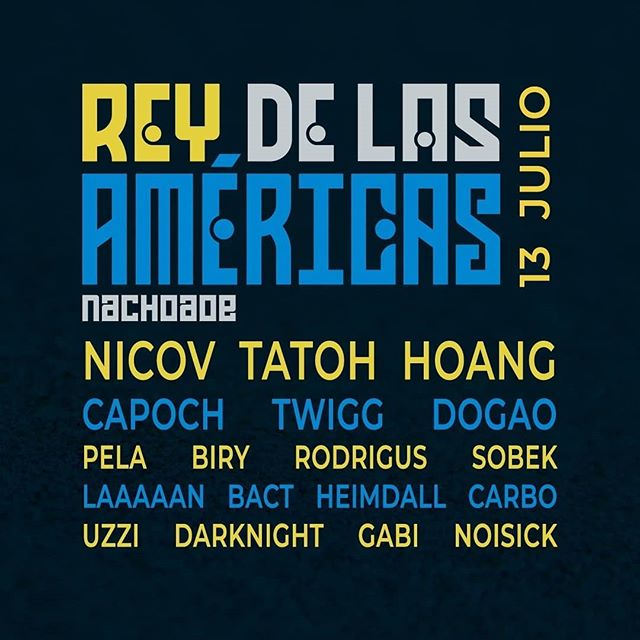 REY DE LAS
AMÉRICAS
13 JULIO
NACHOAOE
NICOV TATOH HOANG
CAPOCH TWIGG DOGAO
PELA BIRY RODRIGUS SOBEK
LAAAAAN BACT HEIMDALL CARBO
UZZI DARKNIGHT GABI NOISICK